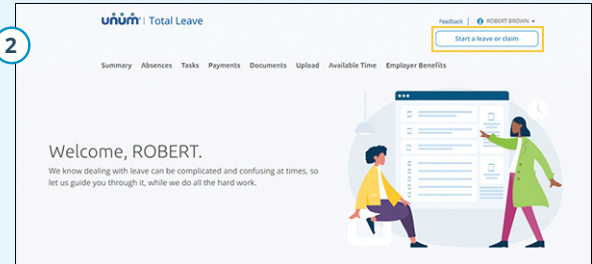 2
unum | Total Leave
Feedback | ROBERT BROWN
Start a leave or claim
Summary Absences Tasks Payments Documents Upload Available Time Employer Benefits
Welcome, ROBERT.
We know dealing with leave can be complicated and confusing at times, so
let us guide you through it, while we do all the hard work.